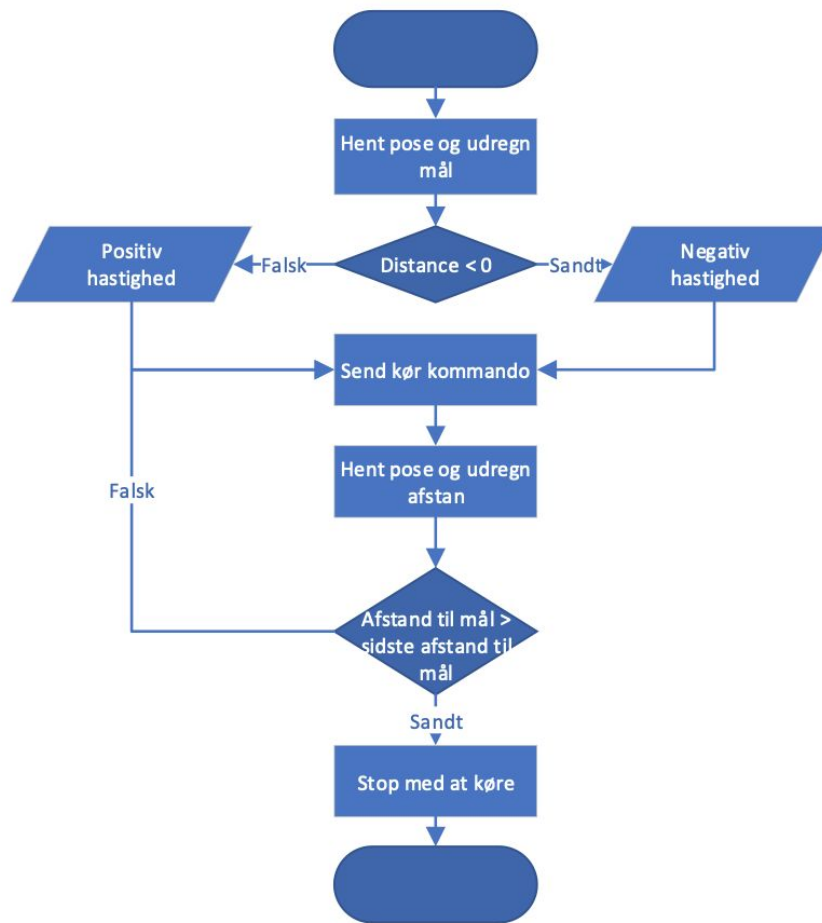 Hent pose og udregn
mål
Distance < 0
Falsk
Sandt
Positiv
hastighed
Negativ
hastighed
Send kør kommando
Hent pose og udregn
afstan
Falsk
Afstand til mål >
sidste afstand til
mål
Sandt
Stop med at køre